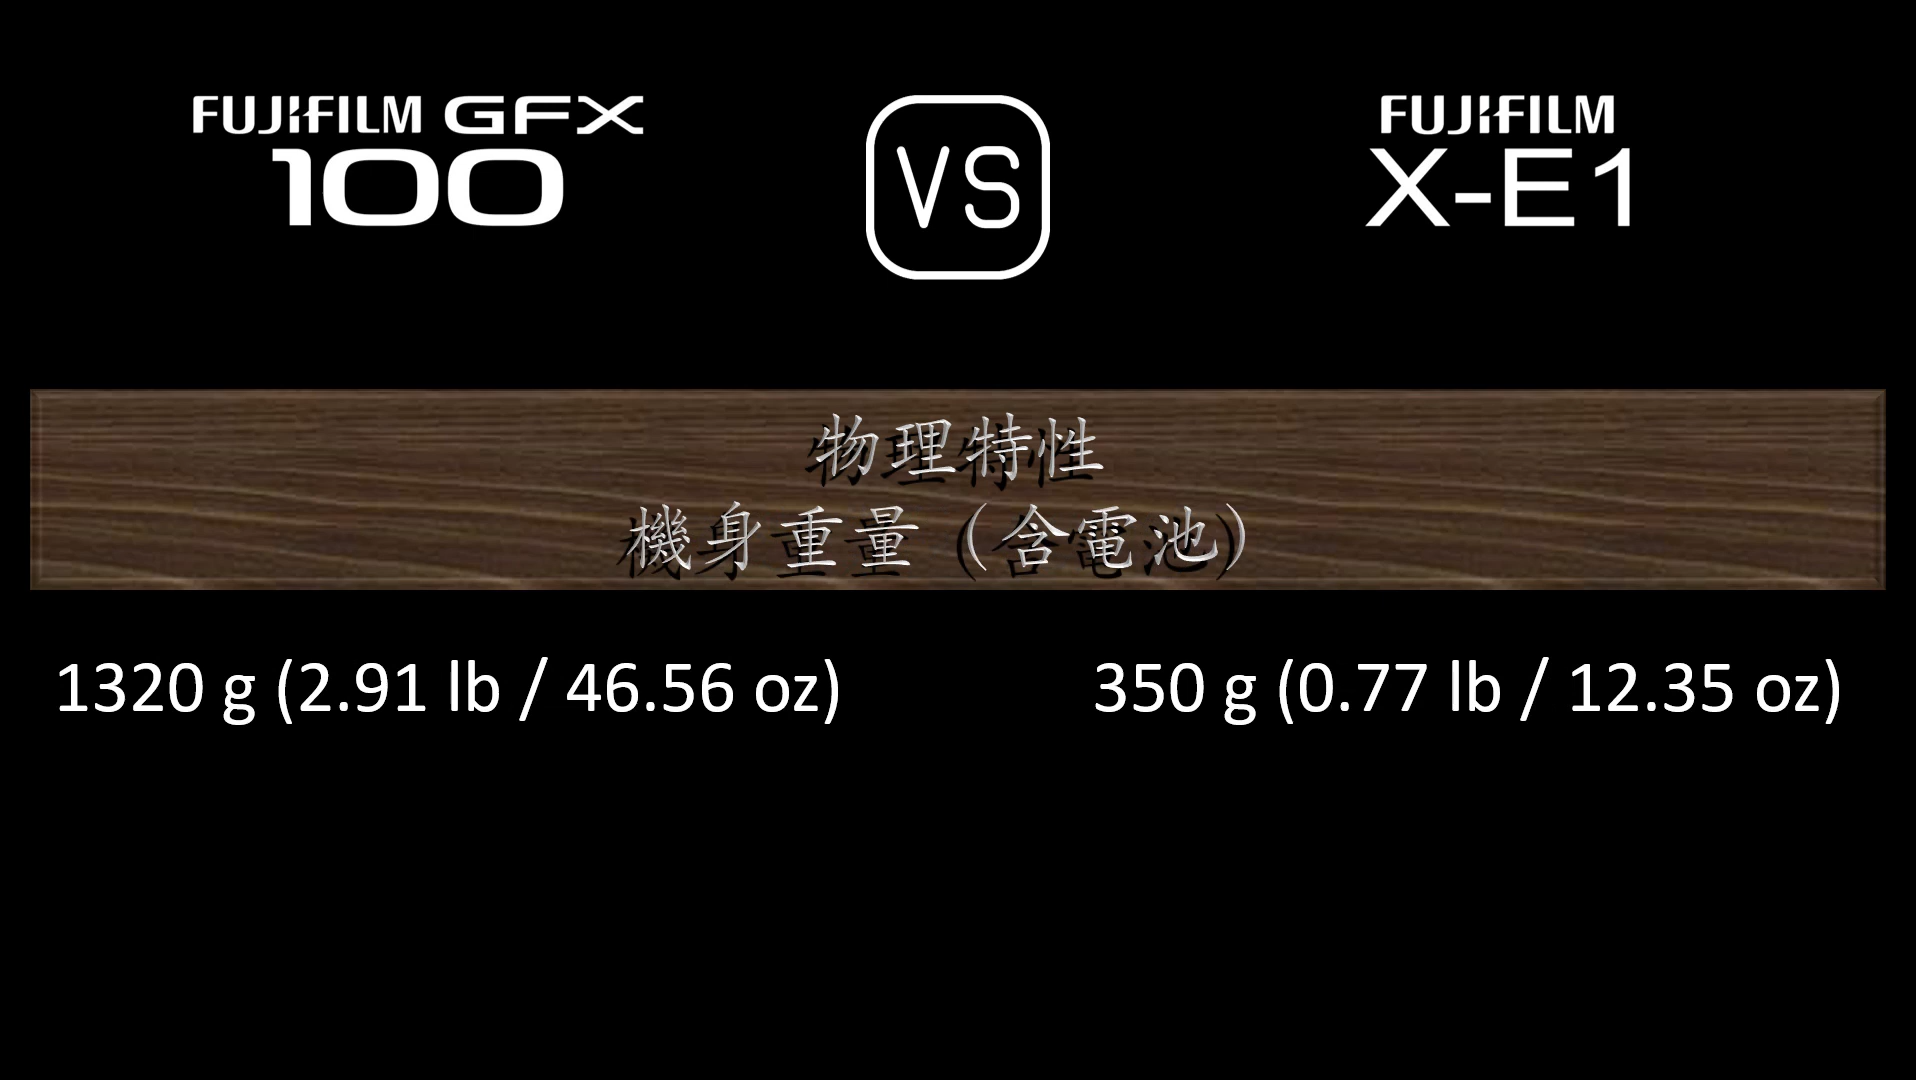 FUJIFILM GFX
100
VS
FUJIFILM
X-E1
物理特性
機身重量 (含電池)
1320 g (2.91 lb / 46.56 oz)
350 g (0.77 lb / 12.35 oz)